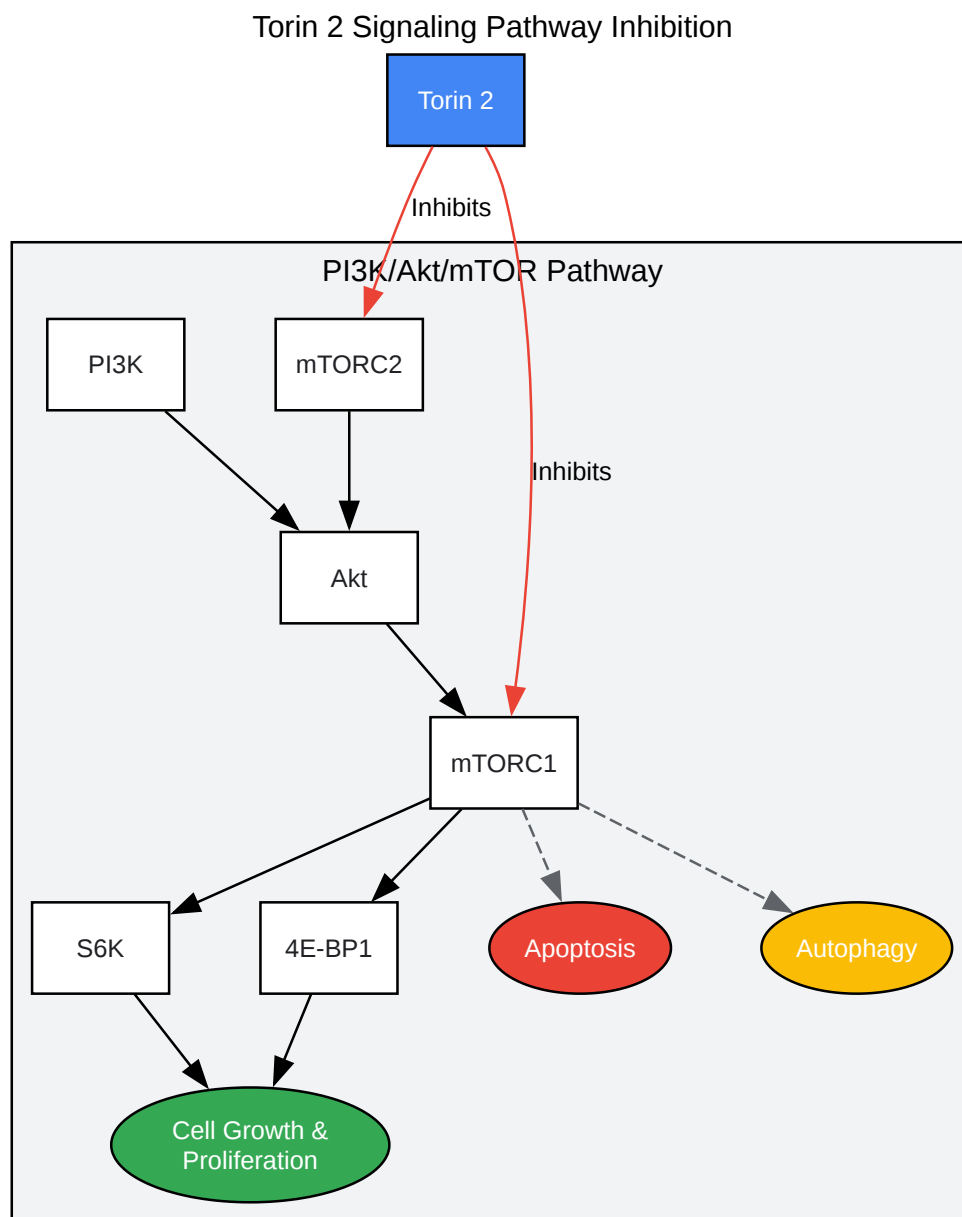 Torin 2 Signaling Pathway Inhibition
Torin 2
Inhibits
PI3K/Akt/mTOR Pathway
PI3K
mTORC2
Inhibits
Akt
mTORC1
S6K
4E-BP1
Apoptosis
Autophagy
Cell Growth &
Proliferation